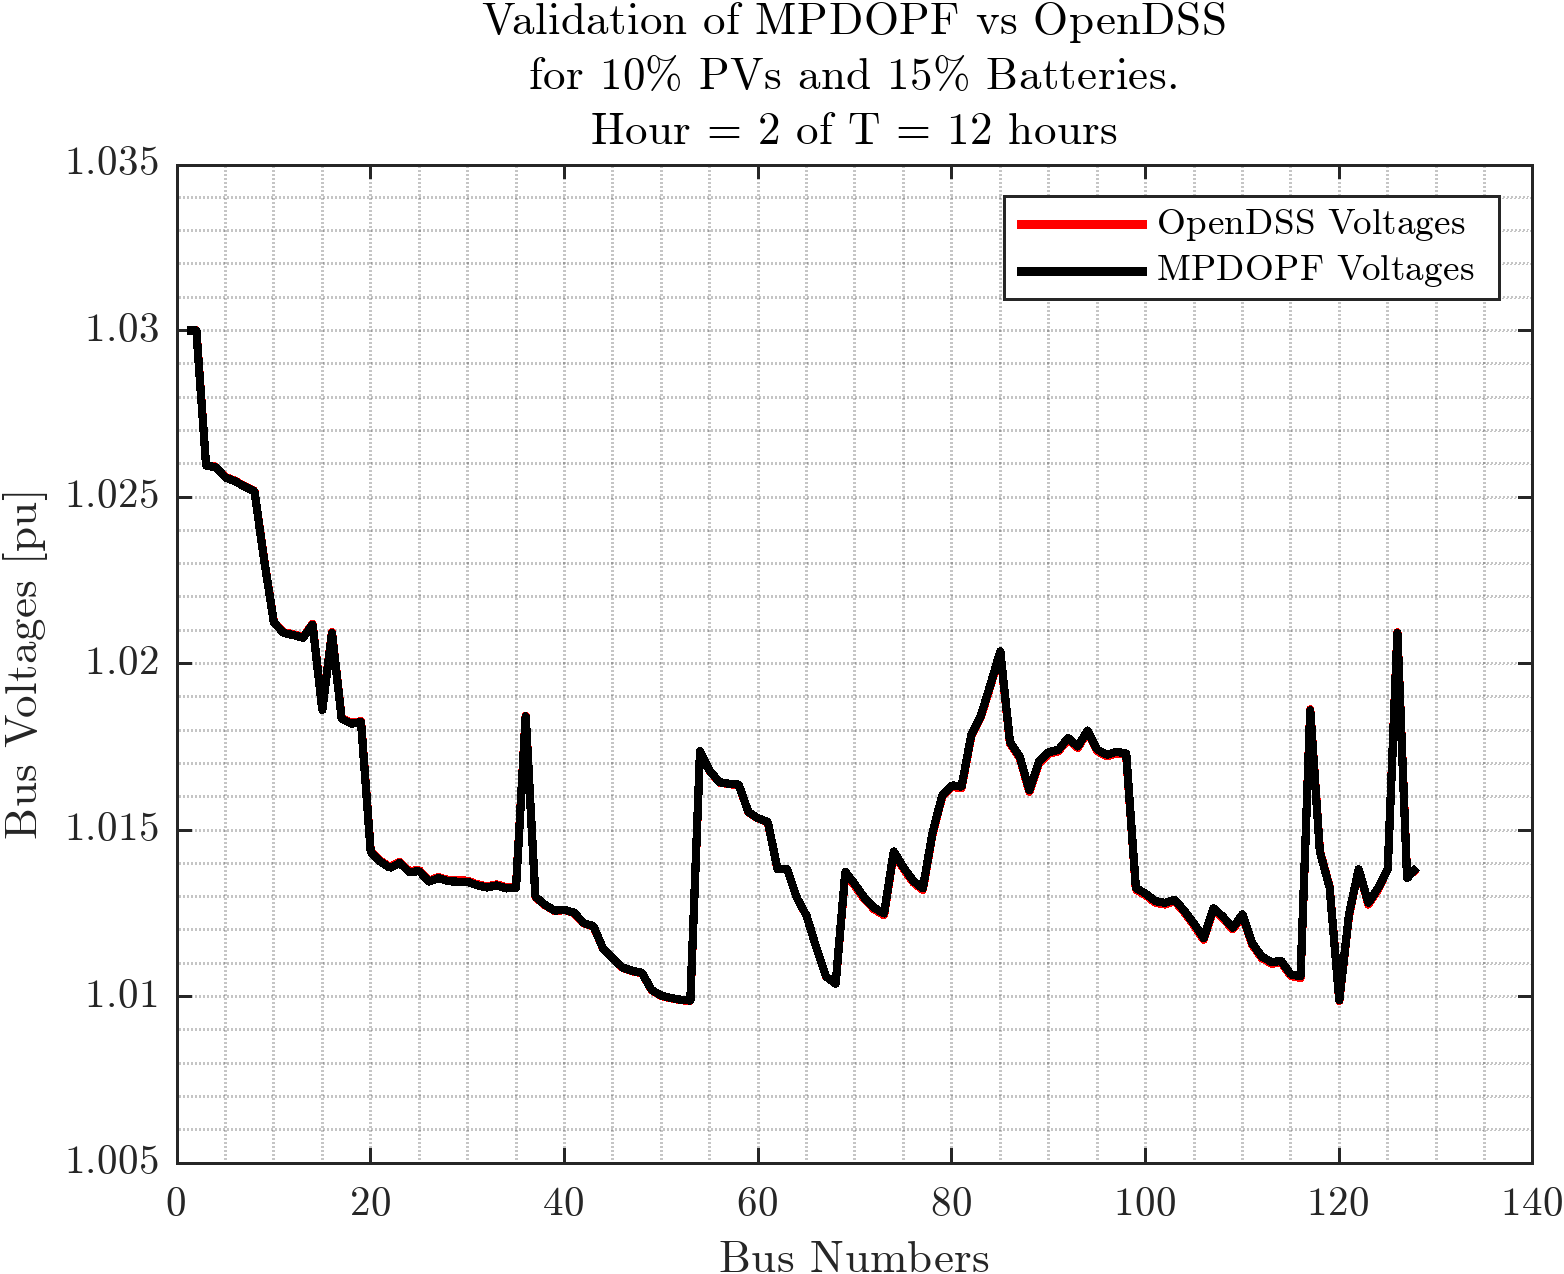 Validation of MPDOPF vs OpenDSS
for 10% PVs and 15% Batteries.
Hour = 2 of T = 12 hours
OpenDSS Voltages
MPDOPF Voltages
Bus Voltages [pu]
1.035
1.03
1.025
1.02
1.015
1.01
1.005
0 20 40 60 80 100 120 140
Bus Numbers